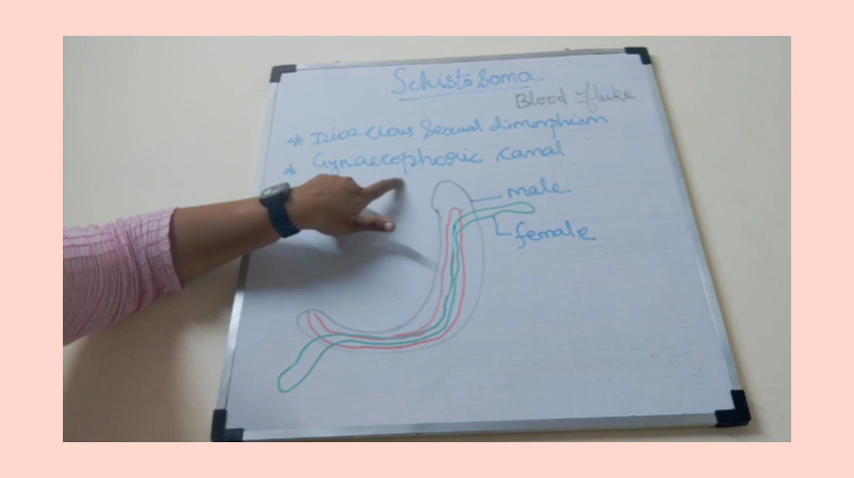 Schistosoma
Blood fluke
* Dioecious Sexual dimorphism
* Gynaecophoric canal
male
female